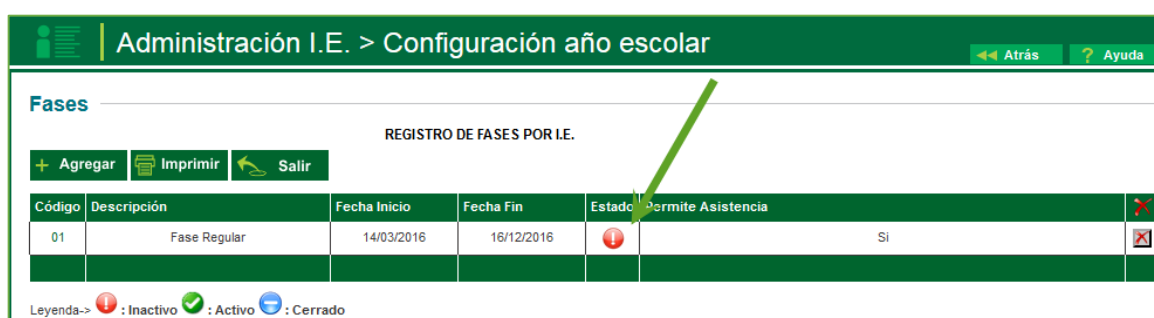 Administración I.E. > Configuración año escolar
Atrás ? Ayuda
Fases
REGISTRO DE FASES POR I.E.
+ Agregar Imprimir Salir
Código Descripción Fecha Inicio Fecha Fin Estado Permite Asistencia
01 Fase Regular 14/03/2016 16/12/2016 Si
Leyenda-> : Inactivo : Activo : Cerrado